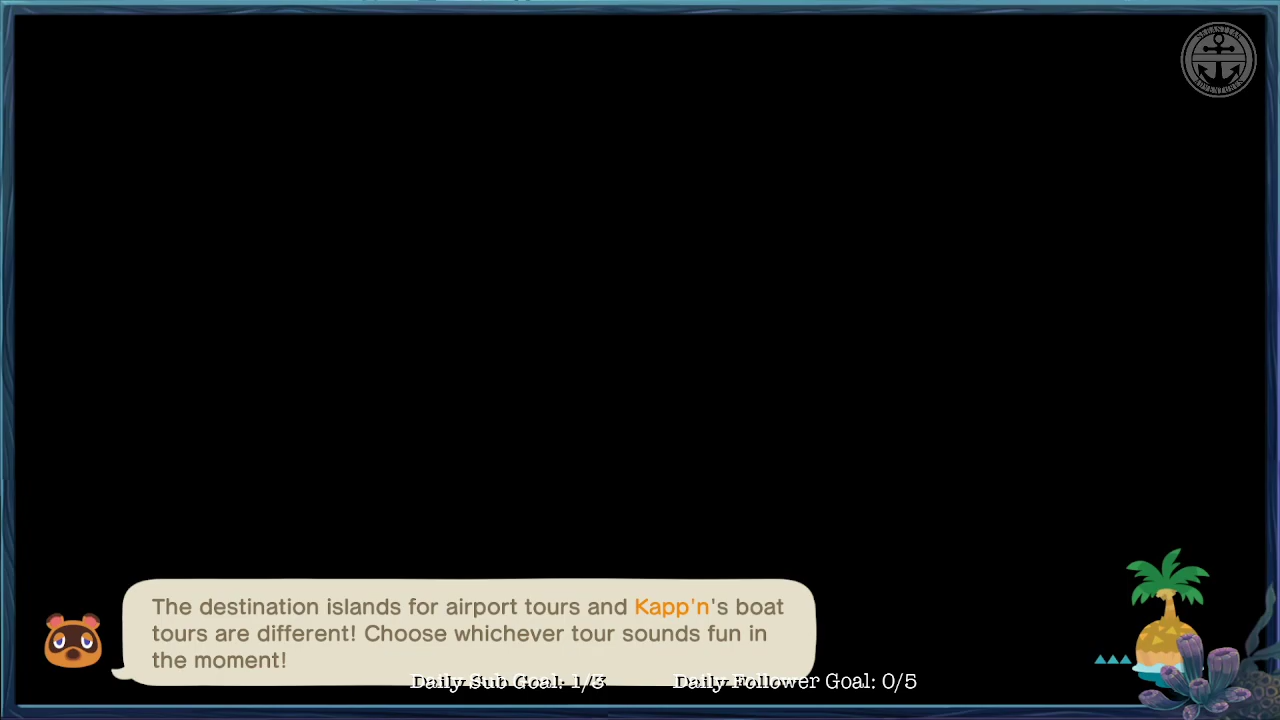 The destination islands for airport tours and Kapp'n's boat
tours are different! Choose whichever tour sounds fun in
the moment!
Daily Sub Goal: 1/3
Daily Follower Goal: 0/5